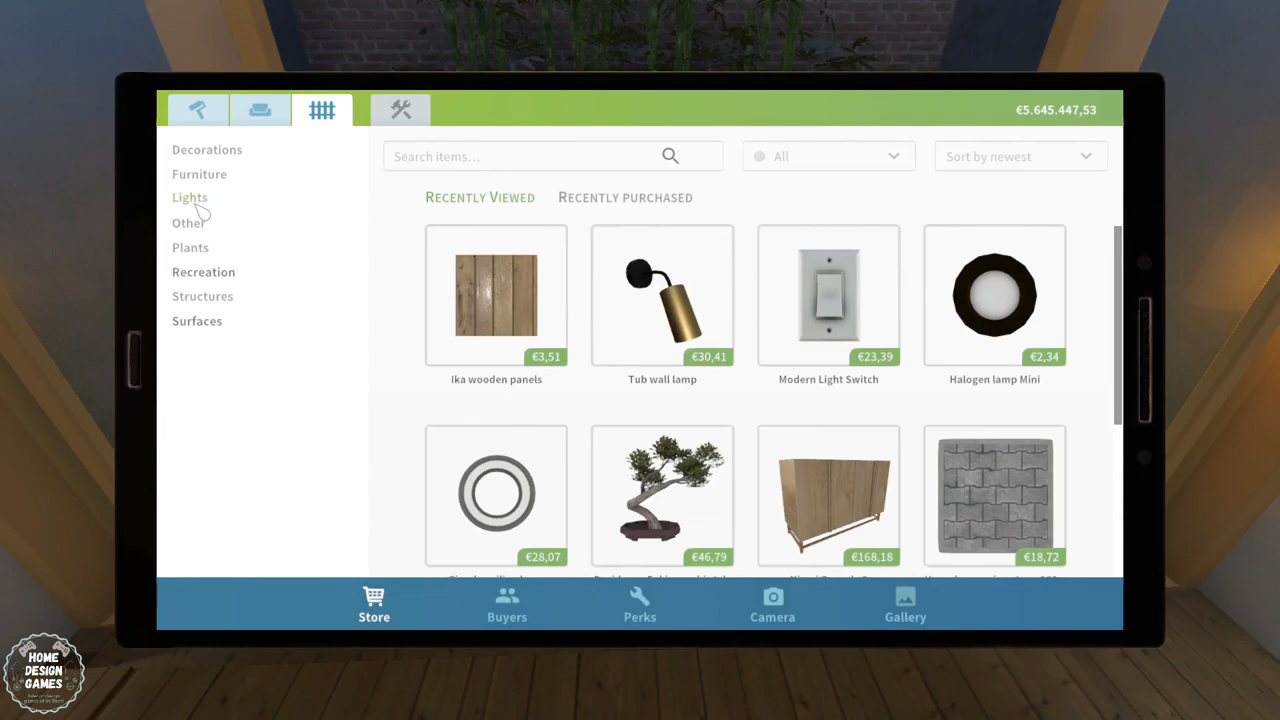 €5.645.447,53
Decorations
Furniture
Lights
Other
Plants
Recreation
Structures
Surfaces
Search items...
All
Sort by newest
RECENTLY VIEWED
RECENTLY PURCHASED
€3,51
€30,41
€23,39
€2,34
Ika wooden panels
Tub wall lamp
Modern Light Switch
Halogen lamp Mini
€28,07
€46,79
€168,18
€18,72
Store
Buyers
Perks
Camera
Gallery
HOME
DESIGN
GAMES